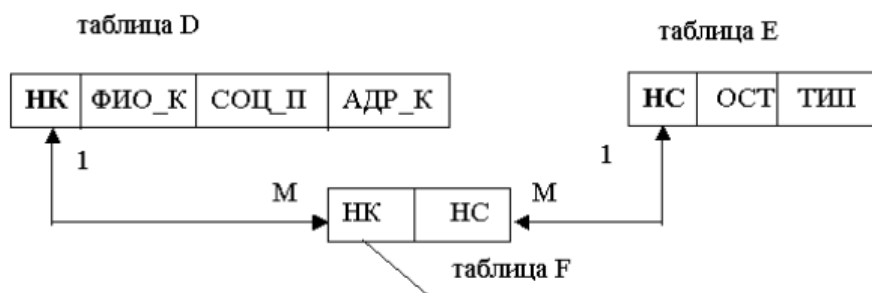 таблица D
таблица E
НК ФИО_К СОЦ_П АДР_К
НС ОСТ ТИП
1
1
М
М
НК НС
таблица F